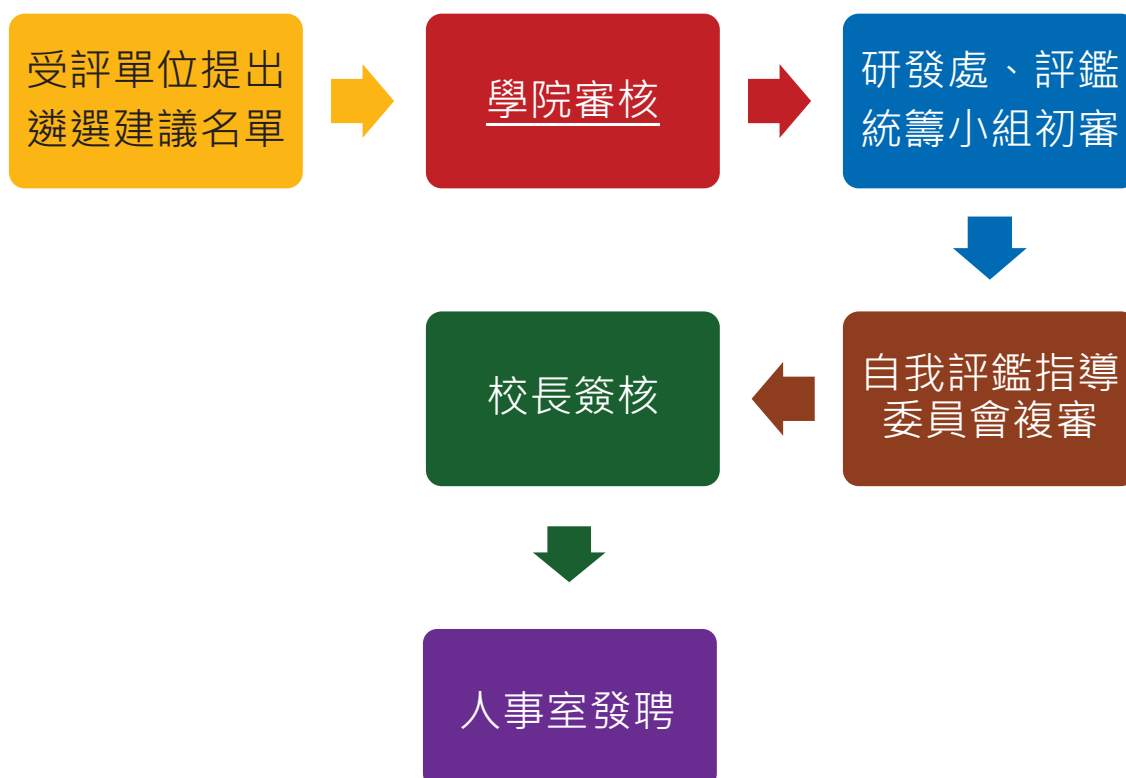 受評單位提出
遴選建議名單
學院審核
研發處、評鑑
統籌小組初審
自我評鑑指導
委員會複審
校長簽核
人事室發聘